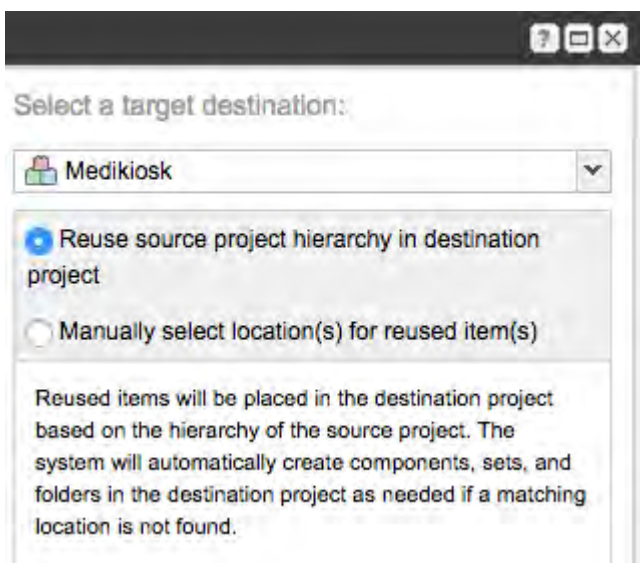 Select a target destination:
Medikiosk
Reuse source project hierarchy in destination
project
Manually select location(s) for reused item(s)
Reused items will be placed in the destination project
based on the hierarchy of the source project. The
system will automatically create components, sets, and
folders in the destination project as needed if a matching
location is not found.